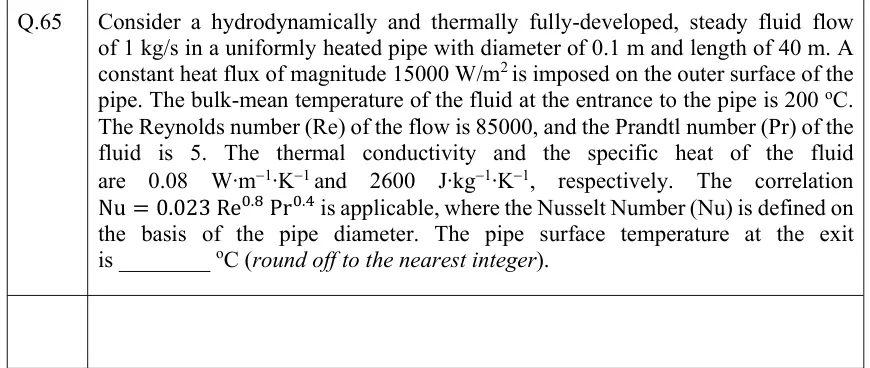 Q.65 Consider a hydrodynamically and thermally fully-developed, steady fluid flow
of 1 kg/s in a uniformly heated pipe with diameter of 0.1 m and length of 40 m. A
constant heat flux of magnitude 15000 W/m² is imposed on the outer surface of the
pipe. The bulk-mean temperature of the fluid at the entrance to the pipe is 200 ºC.
The Reynolds number (Re) of the flow is 85000, and the Prandtl number (Pr) of the
fluid is 5. The thermal conductivity and the specific heat of the fluid
are 0.08 W·m⁻¹·K⁻¹ and 2600 J·kg⁻¹·K⁻¹, respectively. The correlation
Nu = 0.023 Re⁰·⁸ Pr⁰·⁴ is applicable, where the Nusselt Number (Nu) is defined on
the basis of the pipe diameter. The pipe surface temperature at the exit
is _________ ºC (round off to the nearest integer).